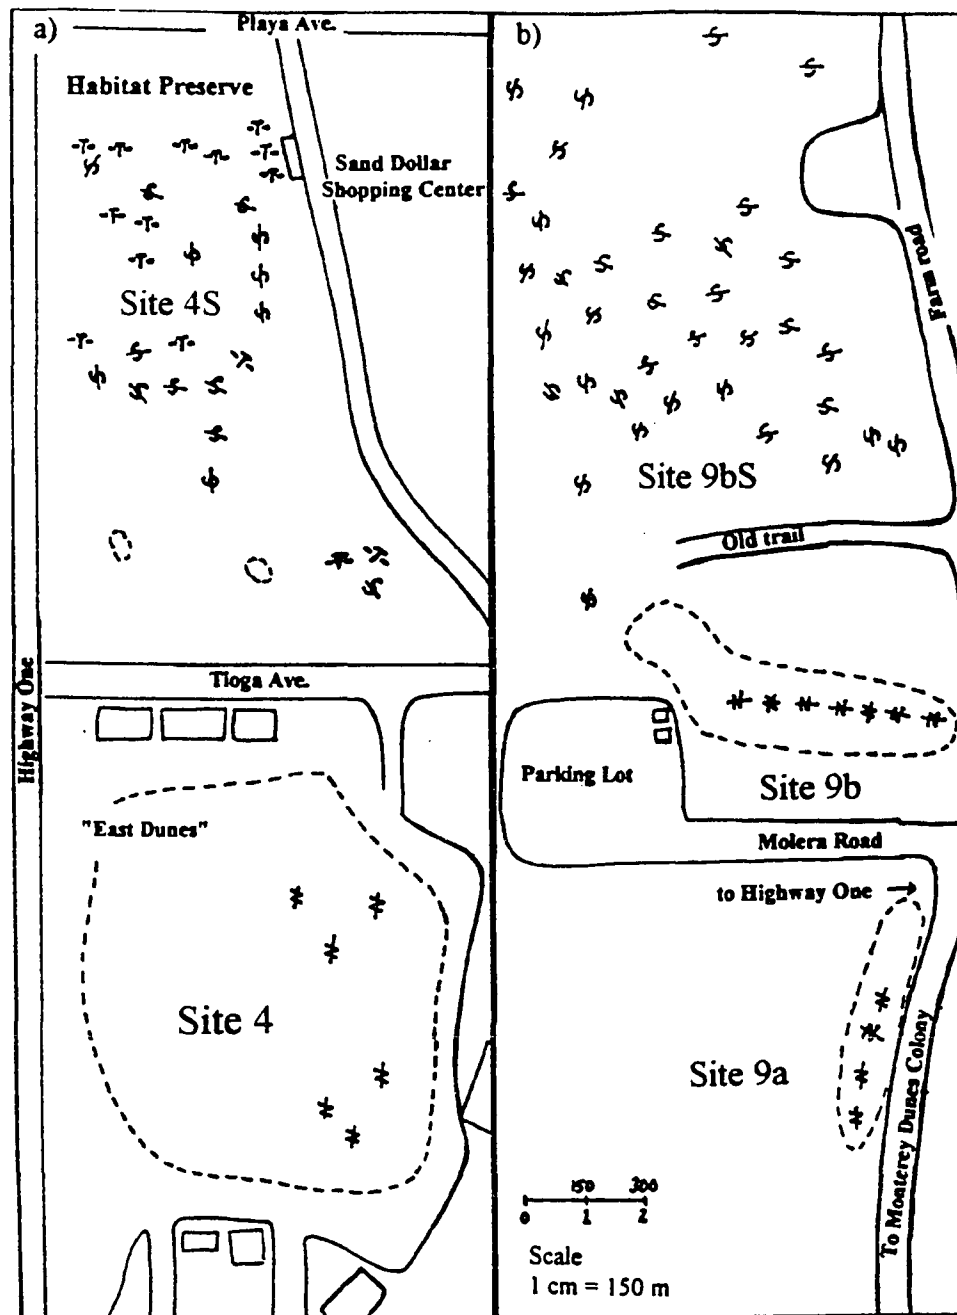 a)
Playa Ave.
Habitat Preserve
Sand Dollar
Shopping Center
Site 4S
Highway One
Tioga Ave.
"East Dunes"
Site 4
b)
Farm road
Site 9bS
Old trail
Parking Lot
Site 9b
Molera Road
to Highway One
Site 9a
To Monterey Dunes Colony
150 300
0 1 2
Scale
1 cm = 150 m